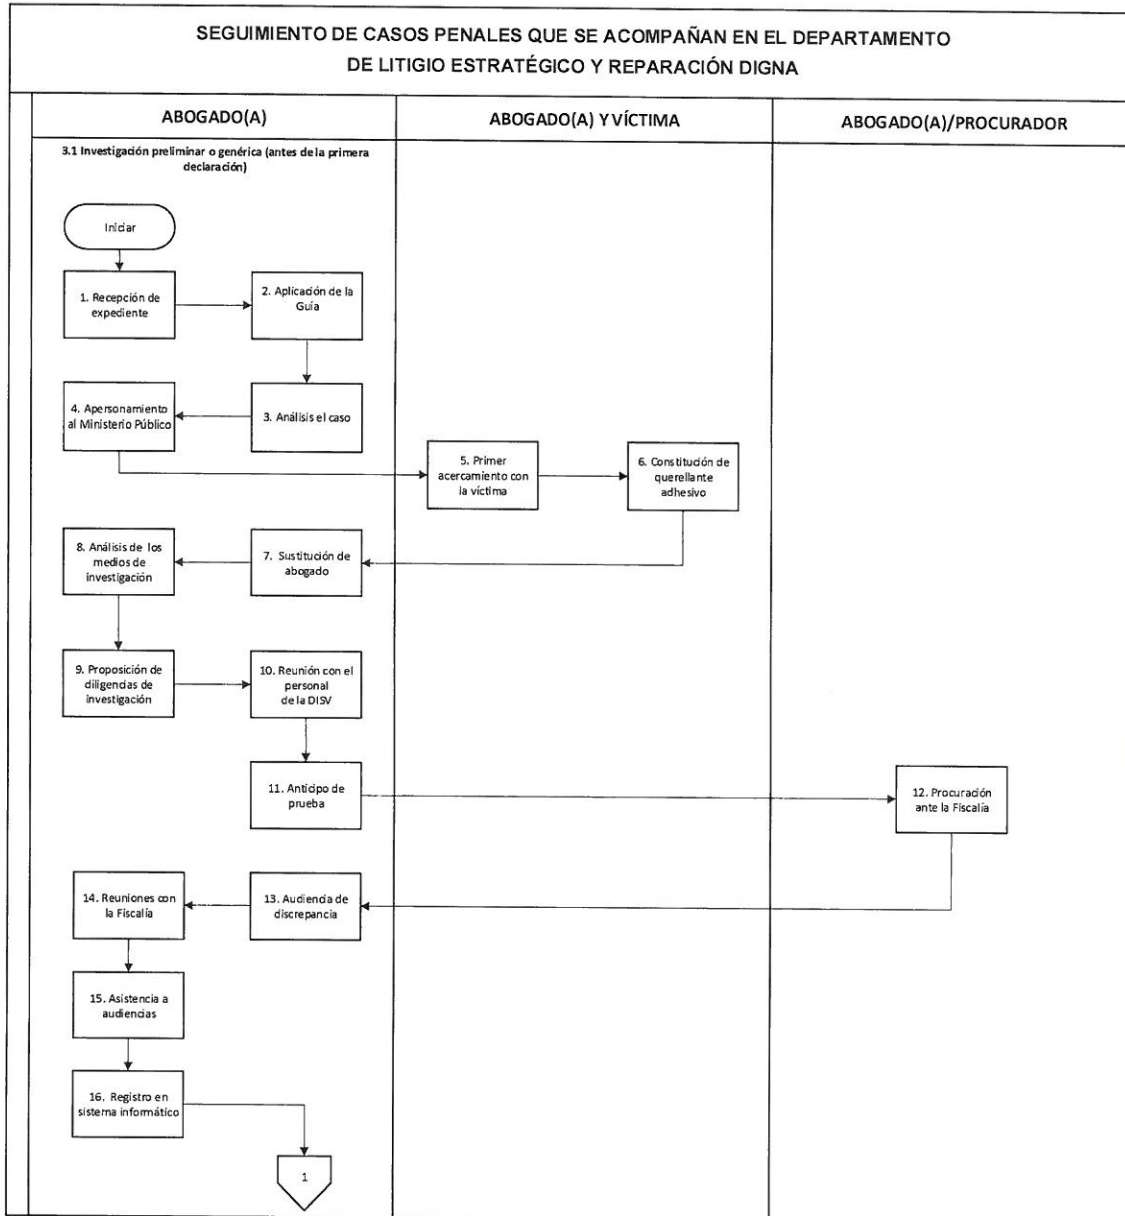 SEGUIMIENTO DE CASOS PENALES QUE SE ACOMPAÑAN EN EL DEPARTAMENTO
DE LITIGIO ESTRATÉGICO Y REPARACIÓN DIGNA
ABOGADO(A)
ABOGADO(A) Y VÍCTIMA
ABOGADO(A)/PROCURADOR
3.1 Investigación preliminar o genérica (antes de la primera
declaración)
Iniciar
1. Recepción de
expediente
2. Aplicación de la
Guía
4. Apersonamiento
al Ministerio Público
3. Análisis el caso
5. Primer
acercamiento con
la víctima
6. Constitución de
querellante
adhesivo
8. Análisis de los
medios de
investigación
7. Sustitución de
abogado
9. Proposición de
diligencias de
investigación
10. Reunión con el
personal
de la DISV
11. Anticipo de
prueba
12. Procuración
ante la Fiscalía
14. Reuniones con
la Fiscalía
13. Audiencia de
discrepancia
15. Asistencia a
audiencias
16. Registro en
sistema informático
1